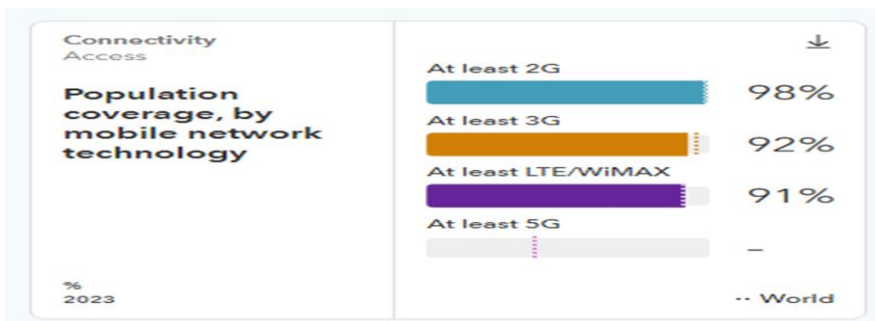 Connectivity
Access
Population
coverage, by
mobile network
technology
%
2023
At least 2G
98%
At least 3G
92%
At least LTE/WiMAX
91%
At least 5G
–
·· World